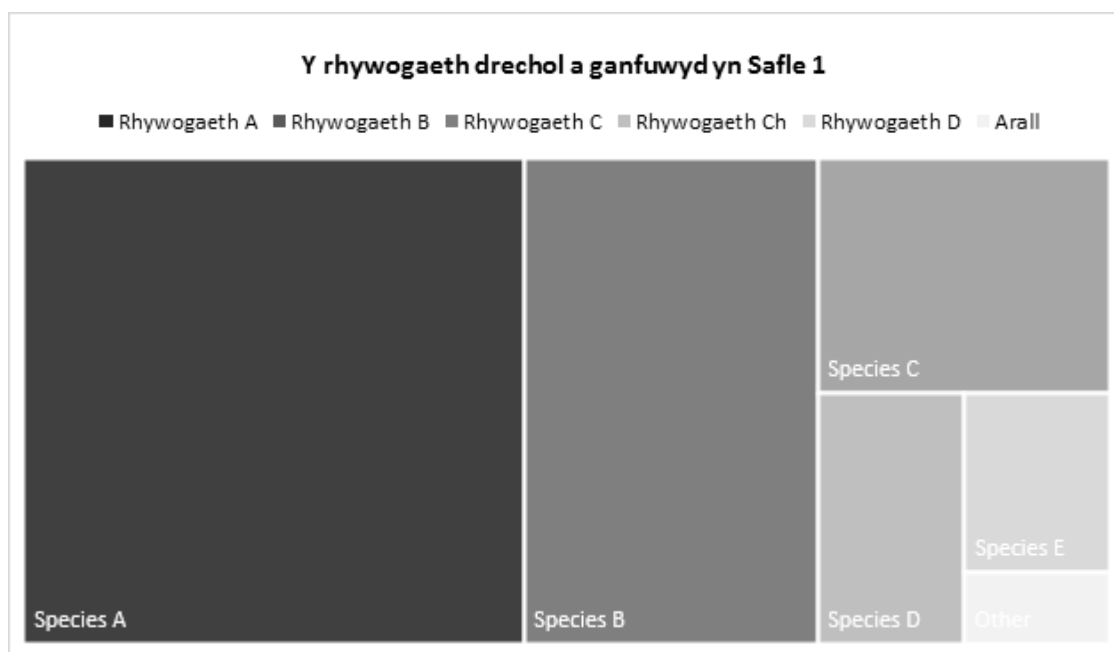 Y rhywogaeth drechol a ganfuwyd yn Safle 1
Rhywogaeth A Rhywogaeth B Rhywogaeth C Rhywogaeth Ch Rhywogaeth D Arall
Species C
Species E
Species A Species B Species D Other